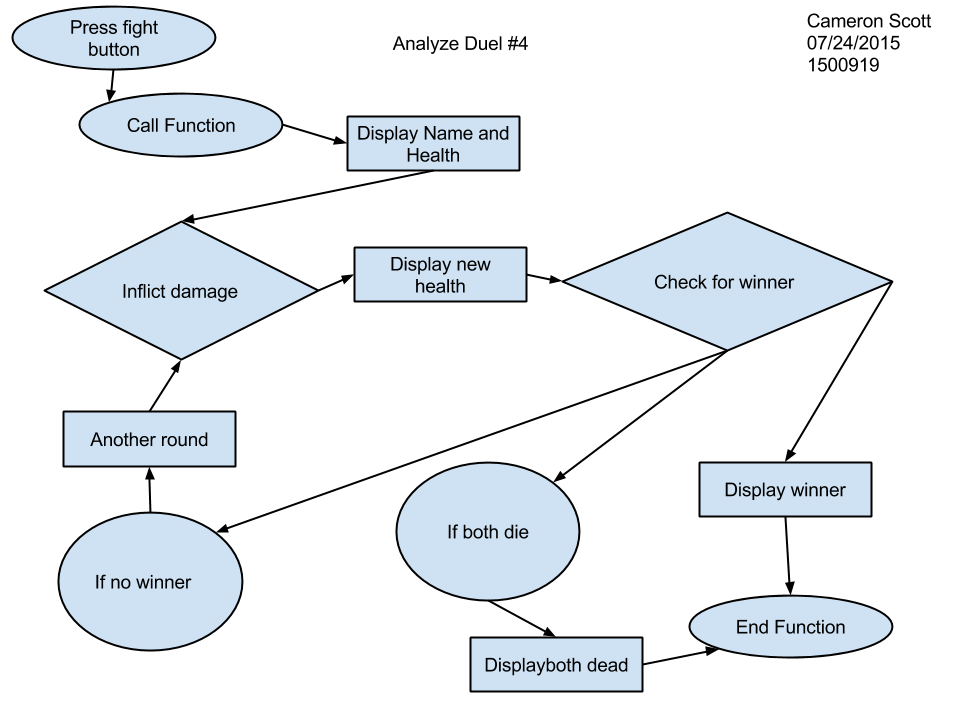 Press fight
button
Analyze Duel #4
Cameron Scott
07/24/2015
1500919
Call Function
Display Name and
Health
Inflict damage
Display new
health
Check for winner
Another round
If no winner
If both die
Display winner
Displayboth dead
End Function